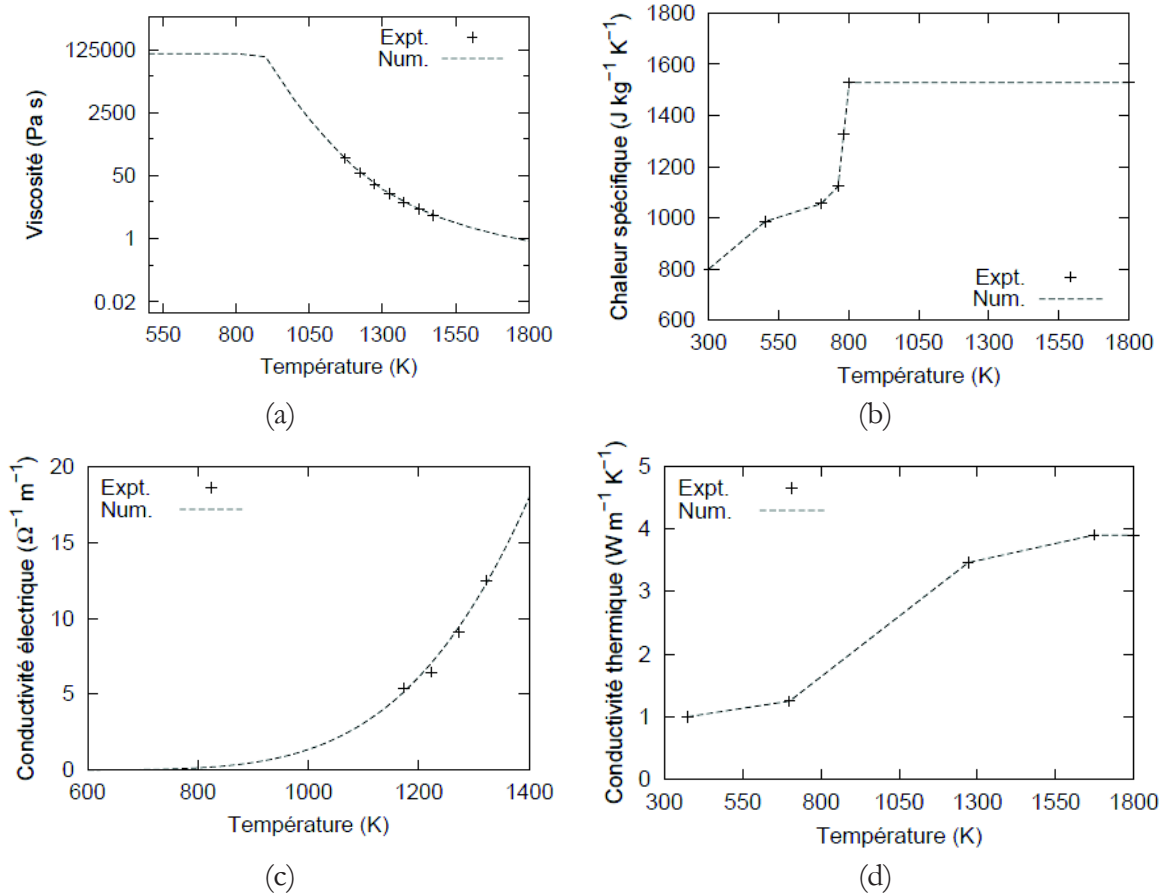 Expt.
Num.
125000
2500
50
1
0.02
Viscosité (Pa s)
550 800 1050 1300 1550 1800
Température (K)
(a)
1800
1600
1400
1200
1000
800
600
Chaleur spécifique (J kg−1 K−1)
Expt.
Num.
300 550 800 1050 1300 1550 1800
Température (K)
(b)
20
15
10
5
0
Conductivité électrique (Ω−1 m−1)
Expt.
Num.
600 800 1000 1200 1400
Température (K)
(c)
5
4
3
2
1
0
Conductivité thermique (W m−1 K−1)
Expt.
Num.
300 550 800 1050 1300 1550 1800
Température (K)
(d)